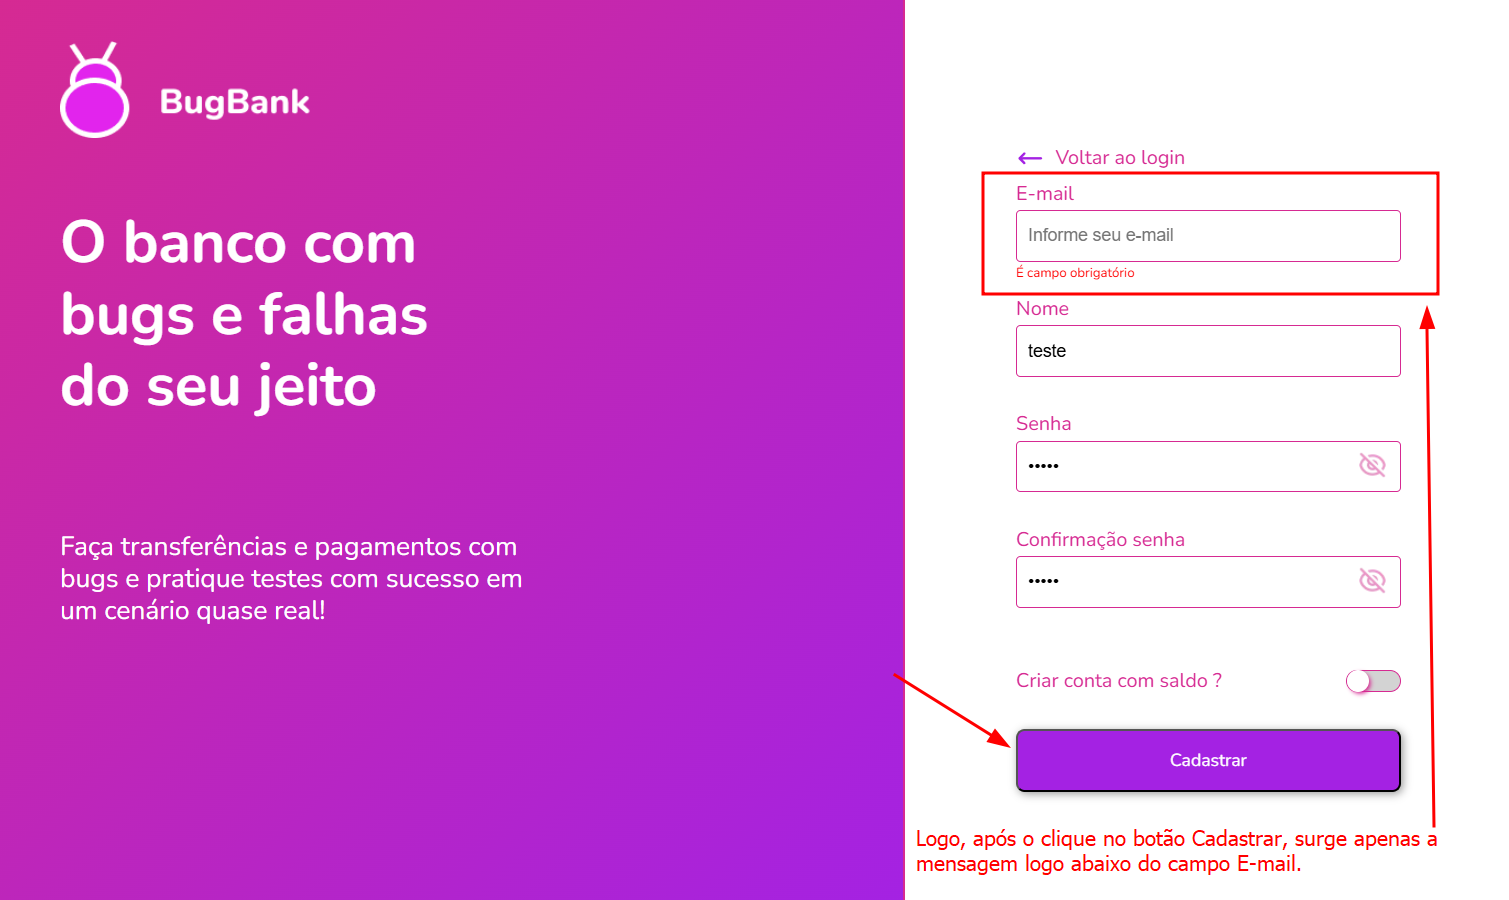 BugBank
O banco com
bugs e falhas
do seu jeito
Faça transferências e pagamentos com
bugs e pratique testes com sucesso em
um cenário quase real!
Voltar ao login
E-mail
Informe seu e-mail
É campo obrigatório
Nome
teste
Senha
•••••
Confirmação senha
•••••
Criar conta com saldo ?
Cadastrar
Logo, após o clique no botão Cadastrar, surge apenas a
mensagem logo abaixo do campo E-mail.